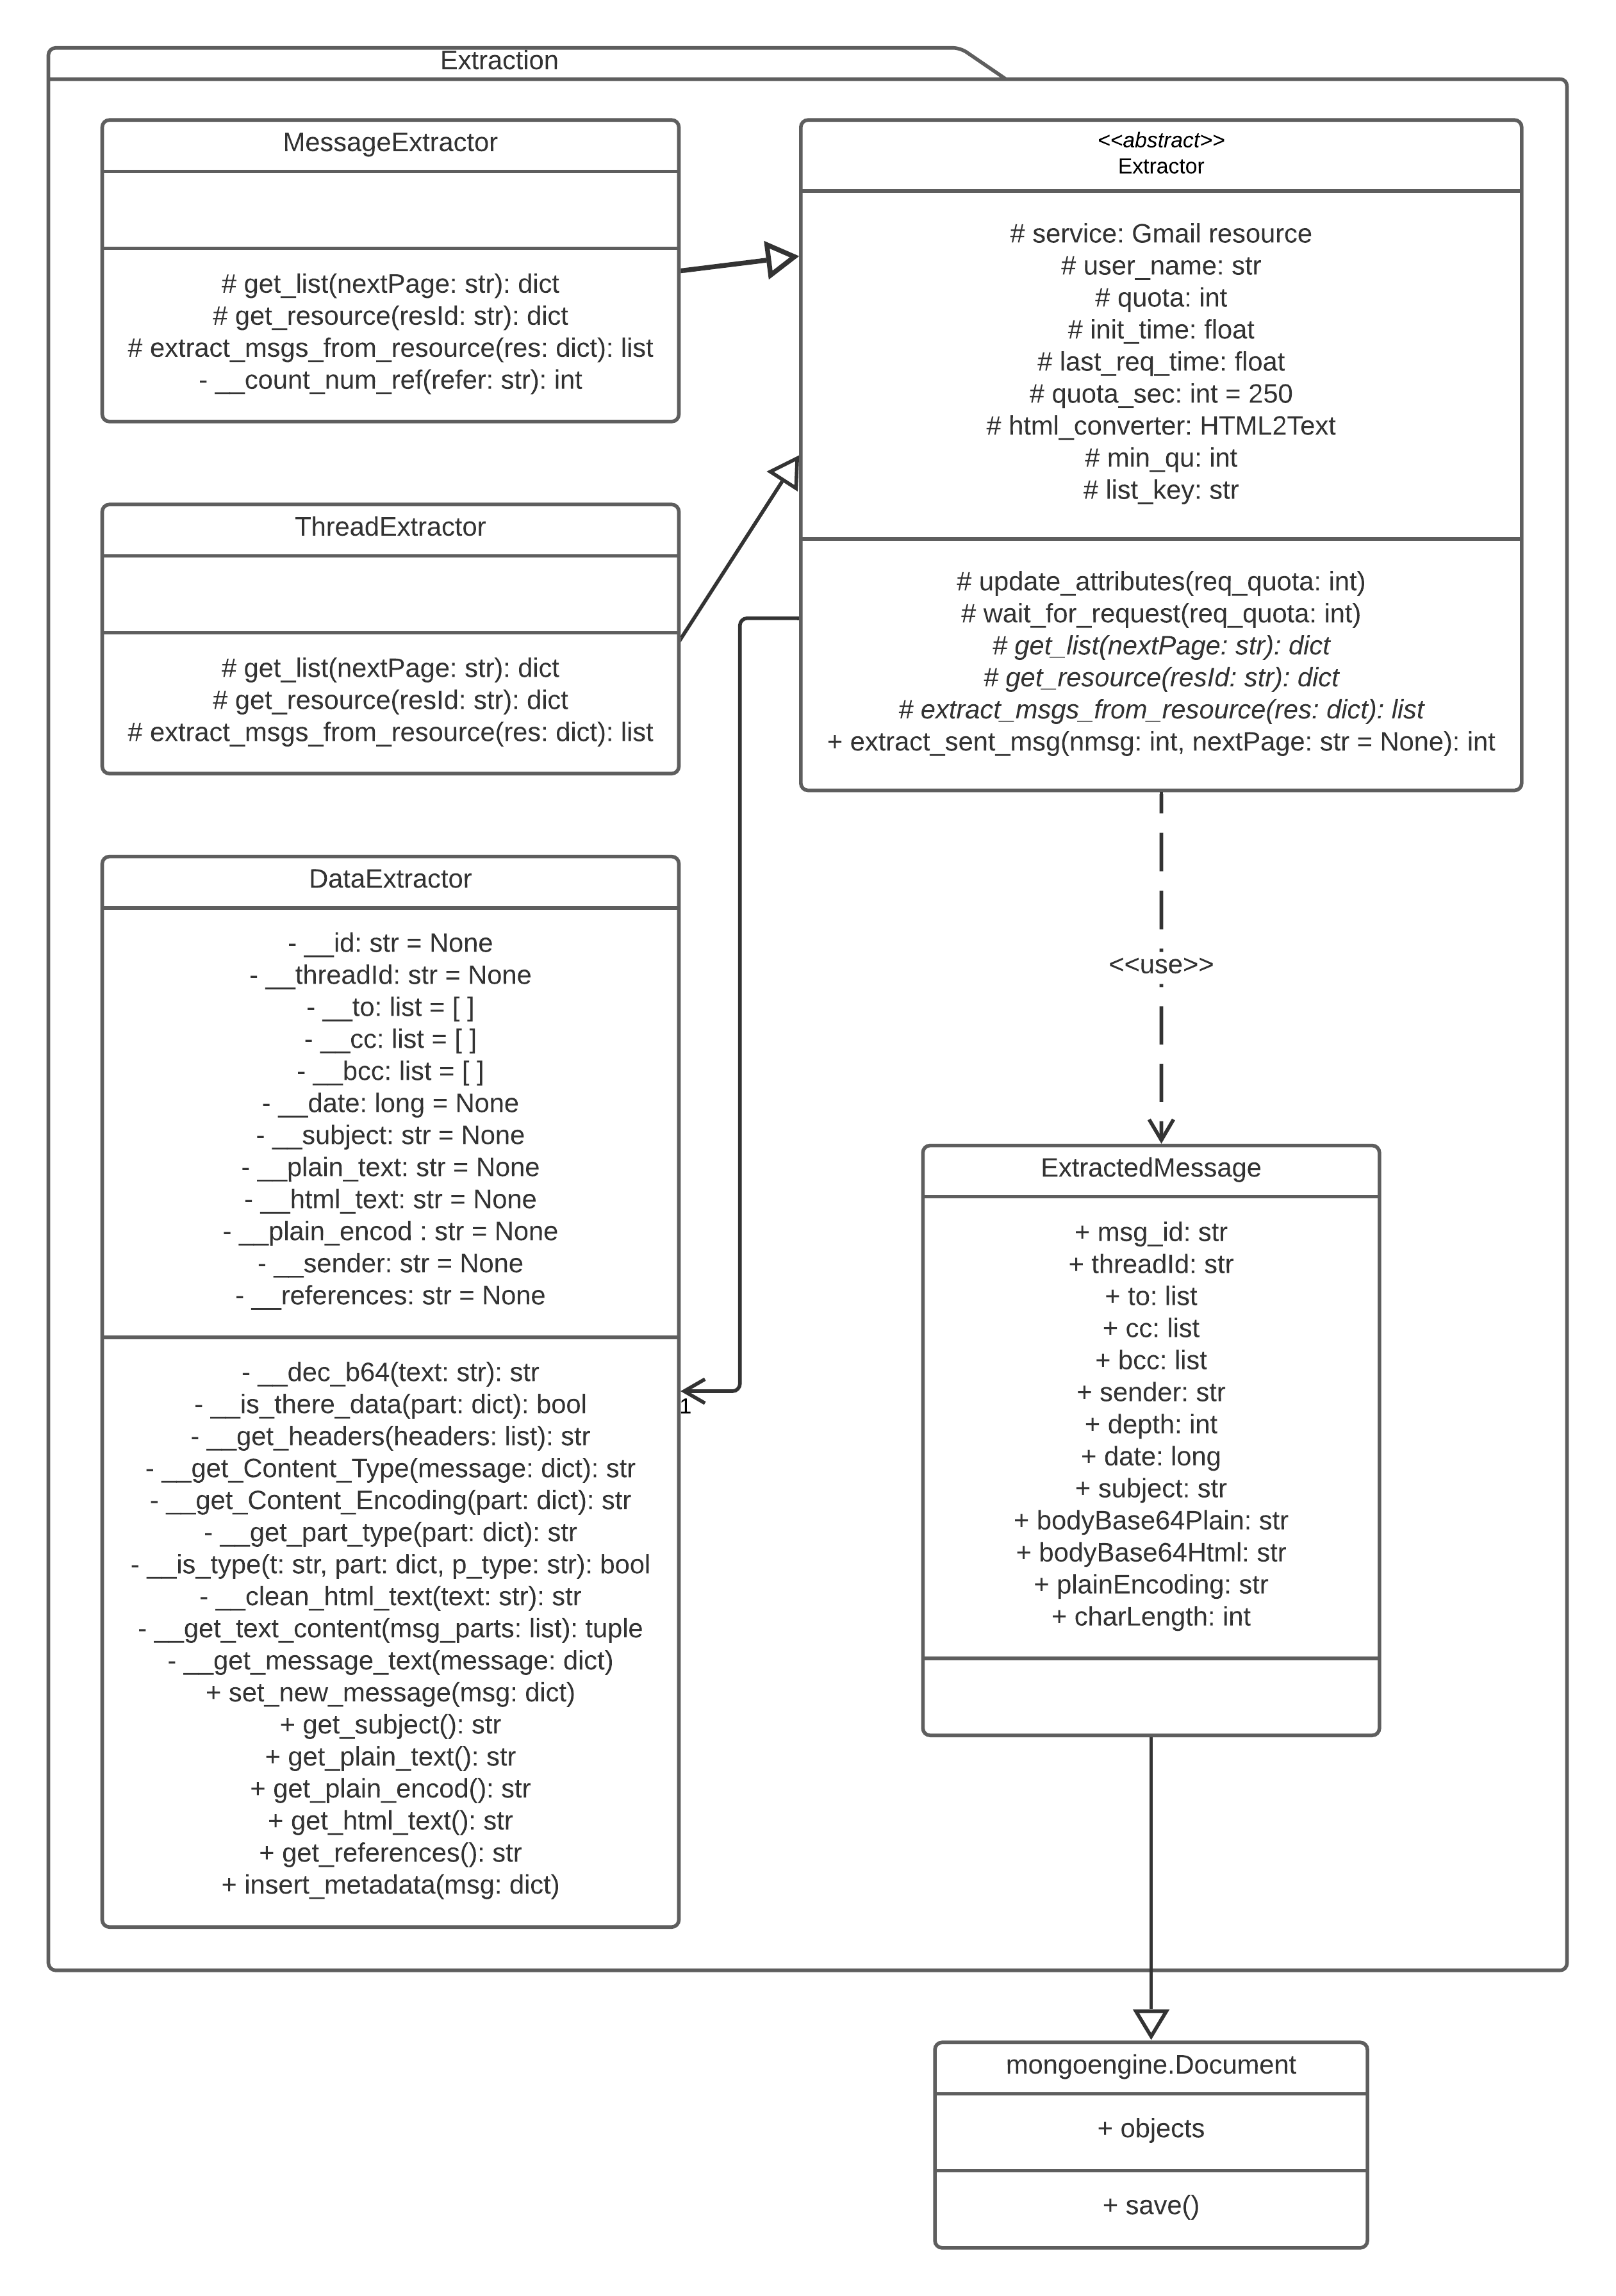 Extraction
MessageExtractor
# get_list(nextPage: str): dict
# get_resource(resId: str): dict
# extract_msgs_from_resource(res: dict): list
- __count_num_ref(refer: str): int
<<abstract>>
Extractor
# service: Gmail resource
# user_name: str
# quota: int
# init_time: float
# last_req_time: float
# quota_sec: int = 250
# html_converter: HTML2Text
# min_qu: int
# list_key: str
# update_attributes(req_quota: int)
# wait_for_request(req_quota: int)
# get_list(nextPage: str): dict
# get_resource(resId: str): dict
# extract_msgs_from_resource(res: dict): list
+ extract_sent_msg(nmsg: int, nextPage: str = None): int
ThreadExtractor
# get_list(nextPage: str): dict
# get_resource(resId: str): dict
# extract_msgs_from_resource(res: dict): list
DataExtractor
- __id: str = None
- __threadId: str = None
- __to: list = [ ]
- __cc: list = [ ]
- __bcc: list = [ ]
- __date: long = None
- __subject: str = None
- __plain_text: str = None
- __html_text: str = None
- __plain_encod : str = None
- __sender: str = None
- __references: str = None
- __dec_b64(text: str): str
- __is_there_data(part: dict): bool
- __get_headers(headers: list): str
- __get_Content_Type(message: dict): str
- __get_Content_Encoding(part: dict): str
- __get_part_type(part: dict): str
- __is_type(t: str, part: dict, p_type: str): bool
- __clean_html_text(text: str): str
- __get_text_content(msg_parts: list): tuple
- __get_message_text(message: dict)
+ set_new_message(msg: dict)
+ get_subject(): str
+ get_plain_text(): str
+ get_plain_encod(): str
+ get_html_text(): str
+ get_references(): str
+ insert_metadata(msg: dict)
1
<<use>>
ExtractedMessage
+ msg_id: str
+ threadId: str
+ to: list
+ cc: list
+ bcc: list
+ sender: str
+ depth: int
+ date: long
+ subject: str
+ bodyBase64Plain: str
+ bodyBase64Html: str
+ plainEncoding: str
+ charLength: int
mongoengine.Document
+ objects
+ save()